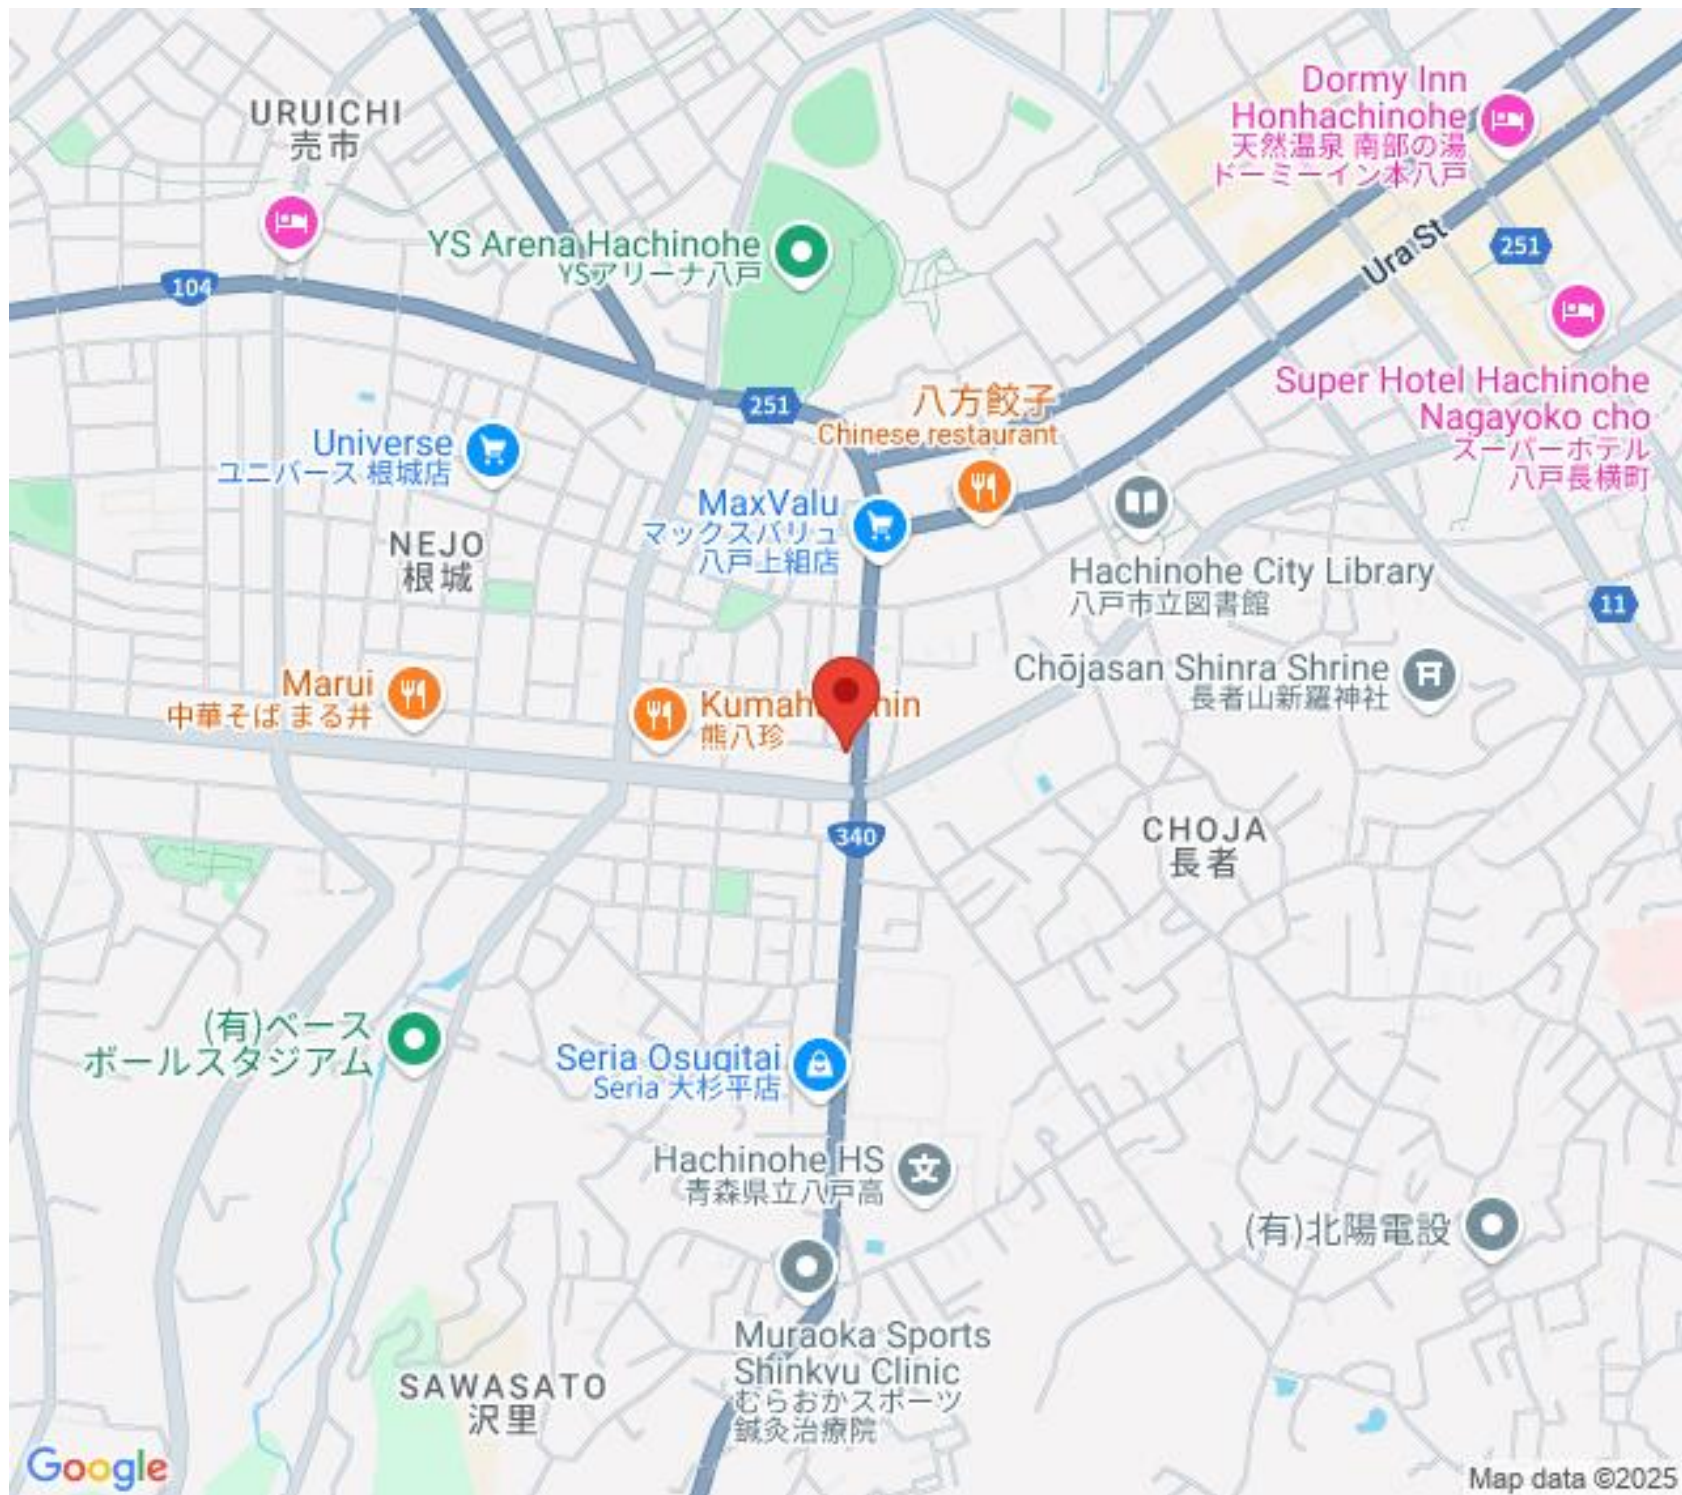 URUICHI
売市
Dormy Inn
Honhachinohe
天然温泉 南部の湯
ドーミーイン本八戸
YS Arena Hachinohe
YSアリーナ八戸
104
Ura St
251
Super Hotel Hachinohe
Nagayoko cho
スーパーホテル
八戸長横町
251
八方餃子
Chinese restaurant
Universe
ユニバース 根城店
MaxValu
マックスバリュ
八戸上組店
NEJO
根城
Hachinohe City Library
八戸市立図書館
11
Chōjasan Shinra Shrine
長者山新羅神社
Marui
中華そば まる井
熊八珍
340
CHOJA
長者
(有)ベース
ボールスタジアム
Seria Osugitai
Seria 大杉平店
Hachinohe HS
青森県立八戸高
(有)北陽電設
Muraoka Sports
Shinkyu Clinic
むらおかスポーツ
鍼灸治療院
SAWASATO
沢里
Google
Map data ©2025